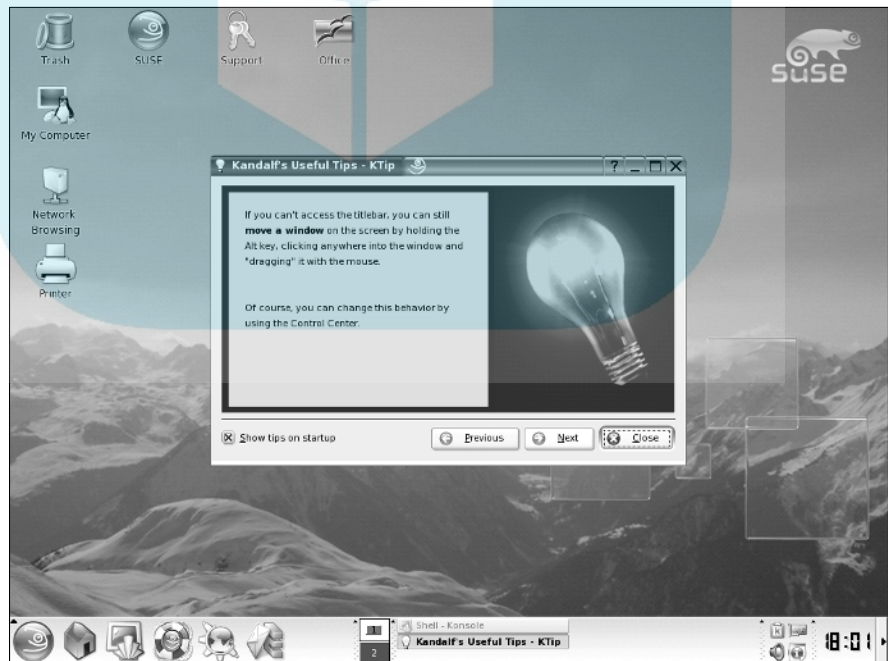 Trash
SUSE
Support
Office
suse
My Computer
Network
Browsing
Printer
Kandalf's Useful Tips - KTip
If you can't access the titlebar, you can still
move a window on the screen by holding the
Alt key, clicking anywhere into the window and
"dragging" it with the mouse.
Of course, you can change this behavior by
using the Control Center.
Show tips on startup
Previous
Next
Close
1
2
Shell - Konsole
Kandalf's Useful Tips - KTip
18:01